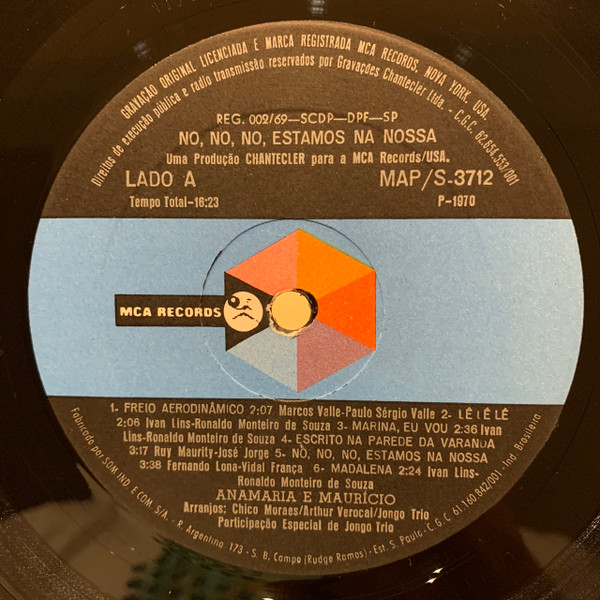 GRAVAÇÃO ORIGINAL LICENCIADA E MARCA REGISTRADA MCA RECORDS, NOVA YORK, USA.
Direitos de execução pública e radio transmissão reservados por Gravações Chantecler Ltda. - C.G.C. 62.654.553/001
REG. 002/69-SCDP-DPF-SP
NO, NO, NO, ESTAMOS NA NOSSA
Uma Produção CHANTECLER para a MCA Records/USA.
LADO A MAP/S-3712
Tempo Total-16:23 P-1970
MCA RECORDS
1- FREIO AERODINÂMICO 2:07 Marcos Valle-Paulo Sérgio Valle 2- LÊ LÊ LÊ
2:06 Ivan Lins-Ronaldo Monteiro de Souza 3- MARINA, EU VOU 2:36 Ivan
Lins-Ronaldo Monteiro de Souza 4- ESCRITO NA PAREDE DA VARANDA
3:17 Ruy Maurity-José Jorge 5- NO, NO, NO, ESTAMOS NA NOSSA
3:38 Fernando Lona-Vidal França 6- MADALENA 2:24 Ivan Lins-
Ronaldo Monteiro de Souza
ANAMARIA E MAURÍCIO
Arranjos: Chico Moraes/Arthur Verocai/Jongo Trio
Participação Especial de Jongo Trio
Fabricado por SOM. IND. E COM. S/A. - R. Argentina, 173 - S. B. Campo (Rudge Ramos) - Est. S. Paulo - C.G.C. 61.160.842/001 - Ind. Brasileira